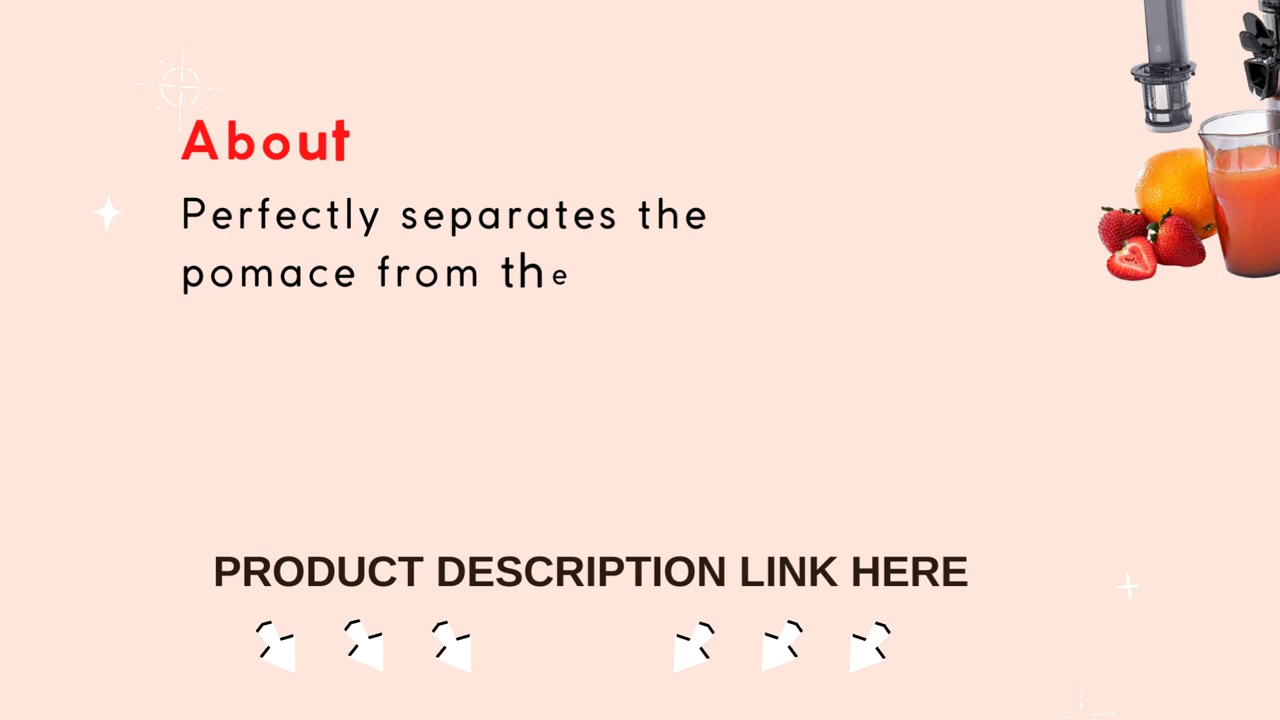 About
Perfectly separates the
pomace from the
PRODUCT DESCRIPTION LINK HERE